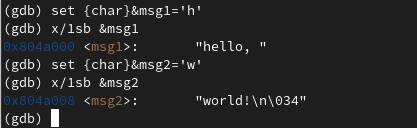 (gdb) set {char}&msg1='h'
(gdb) x/1sb &msg1
0x804a000 <msg1>:        "hello, "
(gdb) set {char}&msg2='w'
(gdb) x/1sb &msg2
0x804a008 <msg2>:        "world!\n\034"
(gdb)